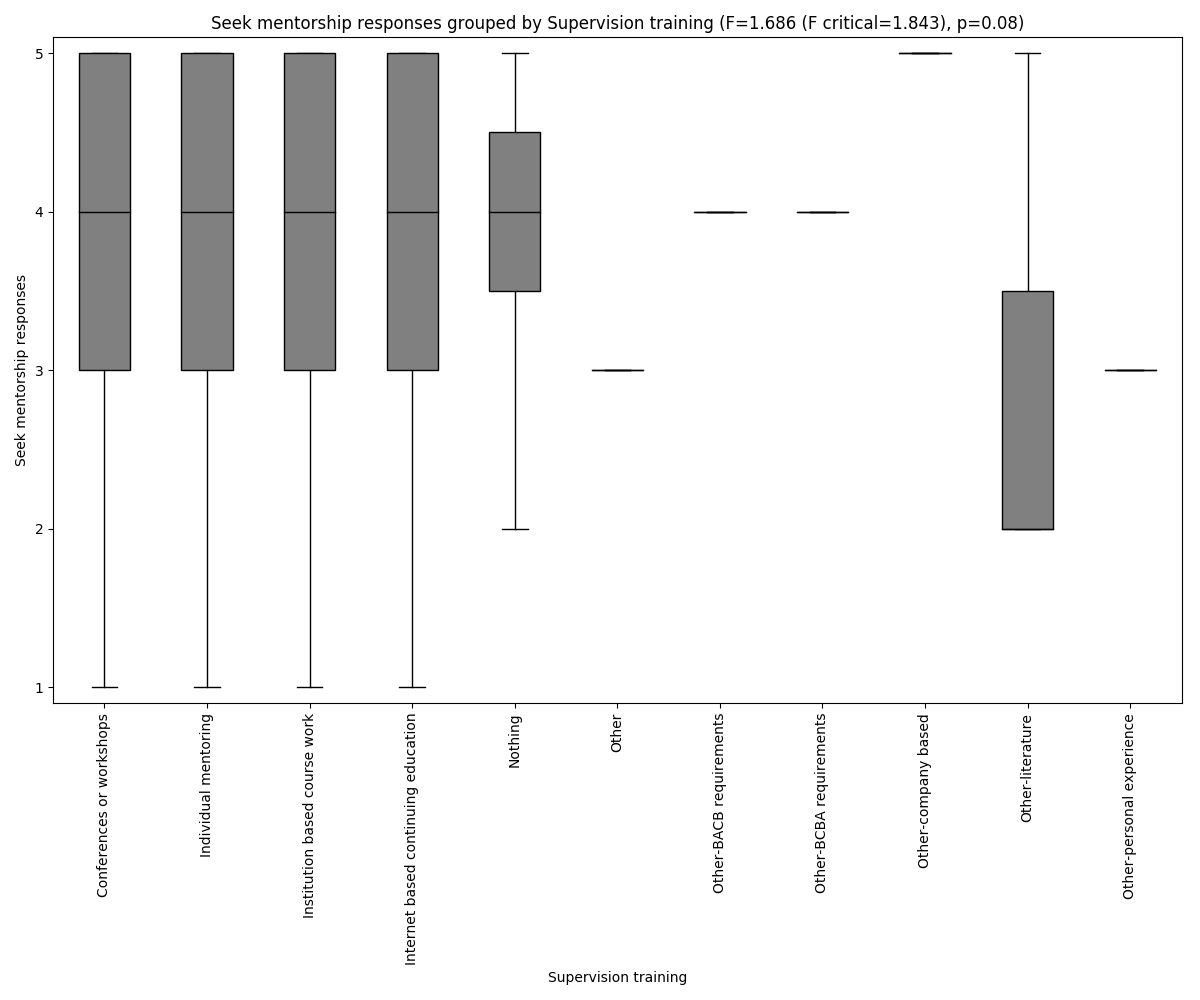 Seek mentorship responses grouped by Supervision training (F=1.686 (F critical=1.843), p=0.08)
Seek mentorship responses
5
4
3
2
1
Conferences or workshops
Individual mentoring
Institution based course work
Internet based continuing education
Nothing
Other
Other-BACB requirements
Other-BCBA requirements
Other-company based
Other-literature
Other-personal experience
Supervision training